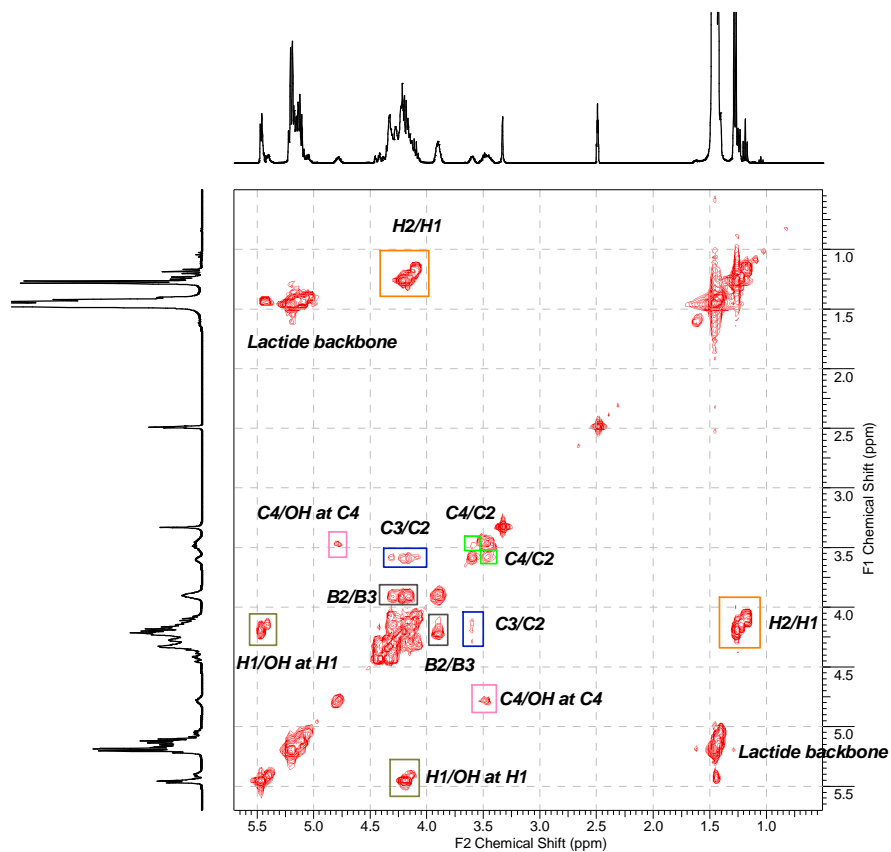 H2/H1
1.0
1.5
Lactide backbone
2.0
2.5
3.0
C4/OH at C4
C3/C2
C4/C2
3.5
C4/C2
B2/B3
4.0
H2/H1
C3/C2
H1/OH at H1
B2/B3
4.5
C4/OH at C4
5.0
Lactide backbone
H1/OH at H1
5.5
F1 Chemical Shift (ppm)
5.5 5.0 4.5 4.0 3.5 3.0 2.5 2.0 1.5 1.0
F2 Chemical Shift (ppm)